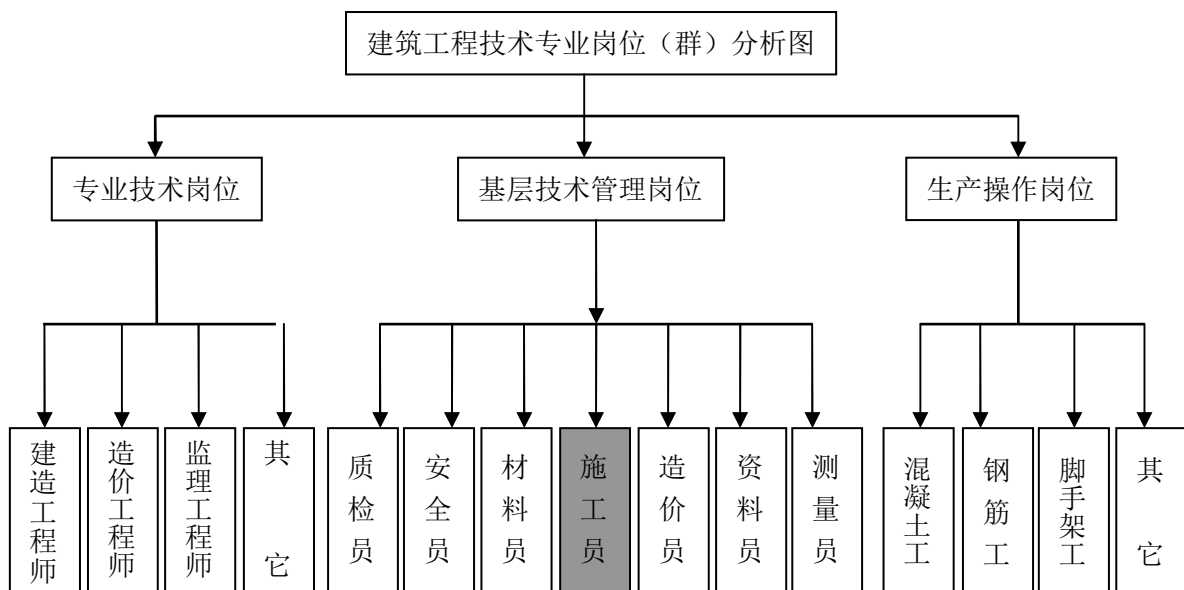 建筑工程技术专业岗位（群）分析图
专业技术岗位
基层技术管理岗位
生产操作岗位
建造工程师
造价工程师
监理工程师
其它
质检员
安全员
材料员
施工员
造价员
资料员
测量员
混凝土工
钢筋工
脚手架工
其它